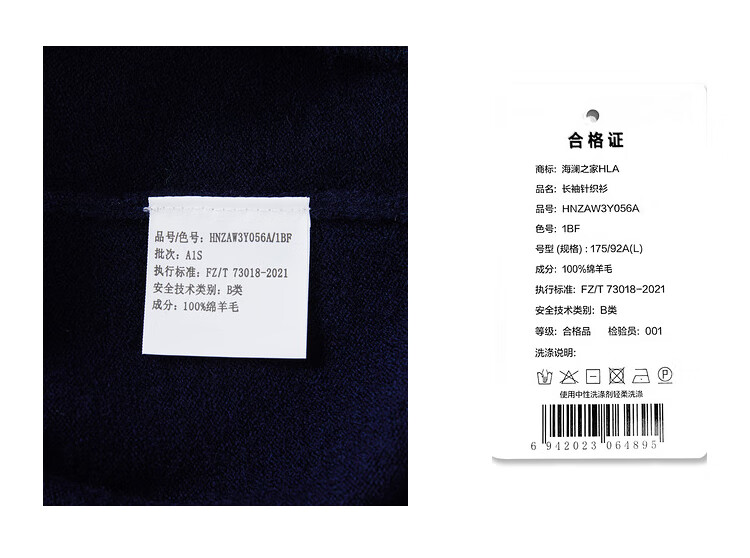 品号/色号: HNZAW3Y056A/1BF
批次: A1S
执行标准: FZ/T 73018-2021
安全技术类别: B类
成分: 100%绵羊毛
合格证
商标: 海澜之家HLA
品名: 长袖针织衫
品号: HNZAW3Y056A
色号: 1BF
号型 (规格) : 175/92A(L)
成分: 100%绵羊毛
执行标准: FZ/T 73018-2021
安全技术类别: B类
等级: 合格品 检验员: 001
洗涤说明:
P
使用中性洗涤剂轻柔洗涤
6 942023 064895